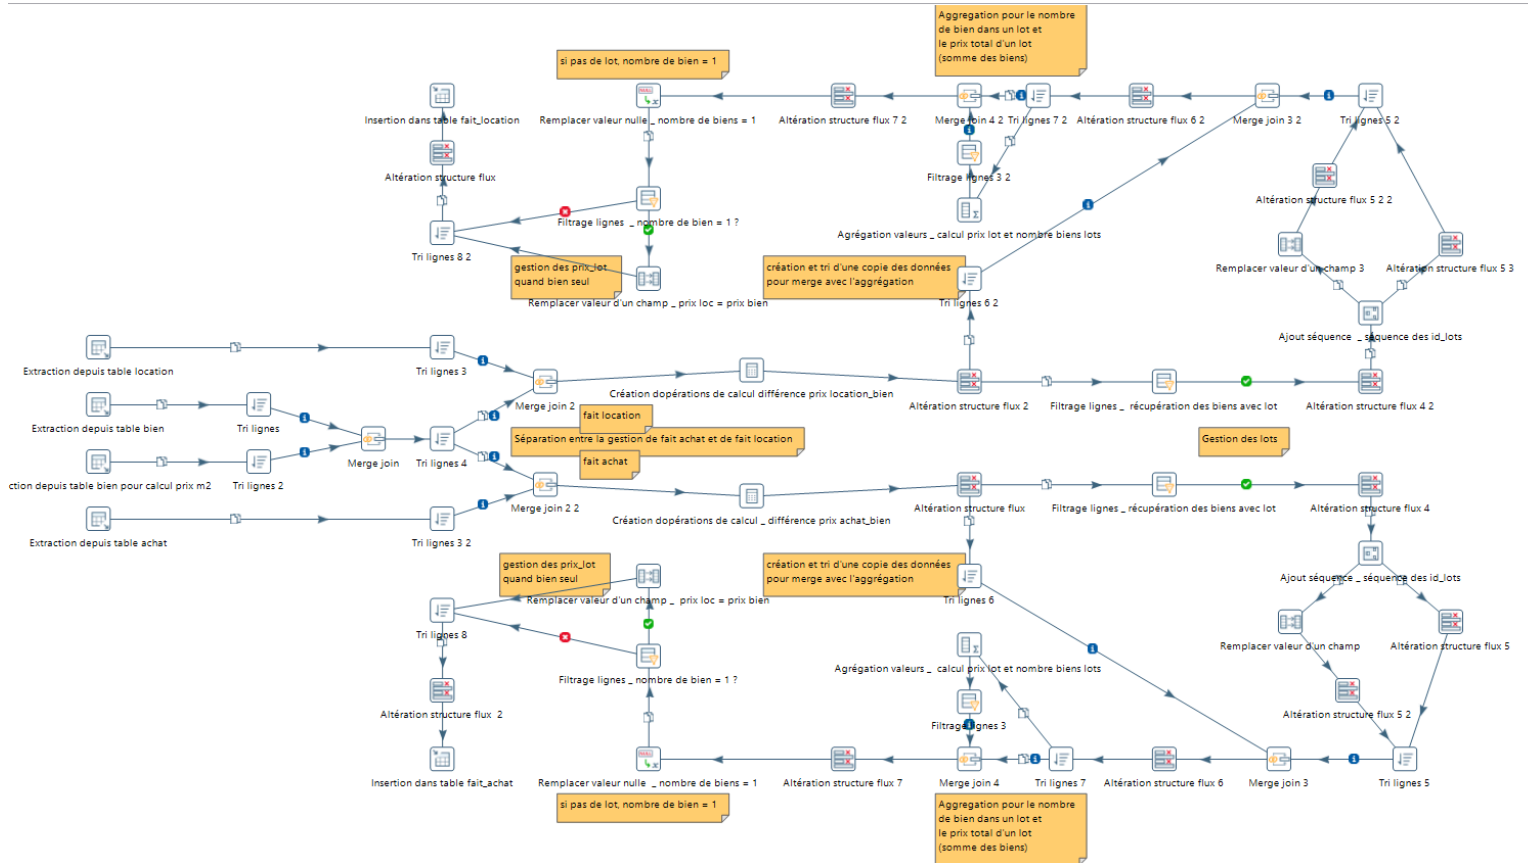 Aggregation pour le nombre
de bien dans un lot et
le prix total d'un lot
(somme des biens)
si pas de lot, nombre de bien = 1
Insertion dans table fait_location
Remplacer valeur nulle _ nombre de biens = 1
Altération structure flux 7 2
Merge join 4 2
Tri lignes 7 2
Altération structure flux 6 2
Merge join 3 2
Tri lignes 5 2
Altération structure flux
Filtrage lignes 3 2
Altération structure flux 5 2 2
Filtrage lignes _ nombre de bien = 1 ?
Agrégation valeurs _ calcul prix lot et nombre biens lots
Tri lignes 8 2
gestion des prix_lot
quand bien seul
création et tri d'une copie des données
pour merge avec l'aggrégation
Remplacer valeur d'un champ 3
Altération structure flux 5 3
Remplacer valeur d'un champ _ prix loc = prix bien
Tri lignes 6 2
Ajout séquence _ séquence des id_lots
Extraction depuis table location
Tri lignes 3
Merge join 2
Création dopérations de calcul différence prix location_bien
Altération structure flux 2
Filtrage lignes _ récupération des biens avec lot
Altération structure flux 4 2
Extraction depuis table bien
Tri lignes
fait location
Séparation entre la gestion de fait achat et de fait location
Gestion des lots
Merge join
Tri lignes 4
fait achat
ction depuis table bien pour calcul prix m2
Tri lignes 2
Merge join 2 2
Création dopérations de calcul _ différence prix achat_bien
Altération structure flux
Filtrage lignes _ récupération des biens avec lot
Altération structure flux 4
Extraction depuis table achat
Tri lignes 3 2
gestion des prix_lot
quand bien seul
création et tri d'une copie des données
pour merge avec l'aggrégation
Ajout séquence _ séquence des id_lots
Remplacer valeur d'un champ _ prix loc = prix bien
Tri lignes 6
Tri lignes 8
Remplacer valeur d'un champ
Altération structure flux 5
Filtrage lignes _ nombre de bien = 1 ?
Agrégation valeurs _ calcul prix lot et nombre biens lots
Altération structure flux 2
Filtrage lignes 3
Altération structure flux 5 2
Insertion dans table fait_achat
Remplacer valeur nulle _ nombre de biens = 1
Altération structure flux 7
Merge join 4
Tri lignes 7
Altération structure flux 6
Merge join 3
Tri lignes 5
si pas de lot, nombre de bien = 1
Aggregation pour le nombre
de bien dans un lot et
le prix total d'un lot
(somme des biens)